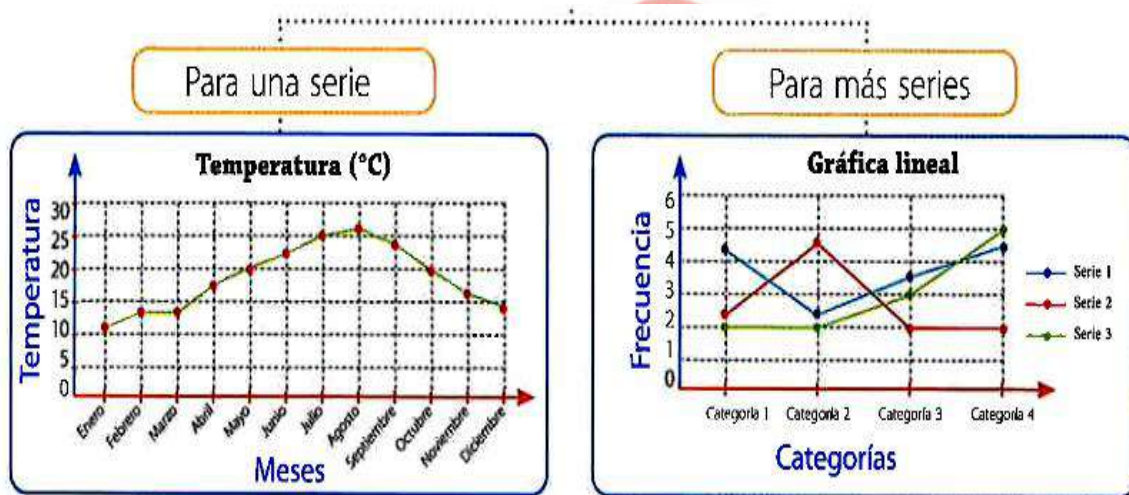 Para una serie
Para más series
Temperatura (°C)
Temperatura
30
25
20
15
10
5
0
Enero
Febrero
Marzo
Abril
Mayo
Junio
Julio
Agosto
Septiembre
Octubre
Noviembre
Diciembre
Meses
Gráfica lineal
Frecuencia
6
5
4
3
2
1
0
Serie 1
Serie 2
Serie 3
Categoría 1
Categoría 2
Categoría 3
Categoría 4
Categorías